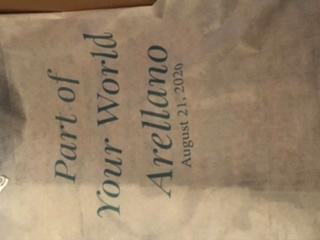 Part of
Your World
Arellano
August 21, 2020